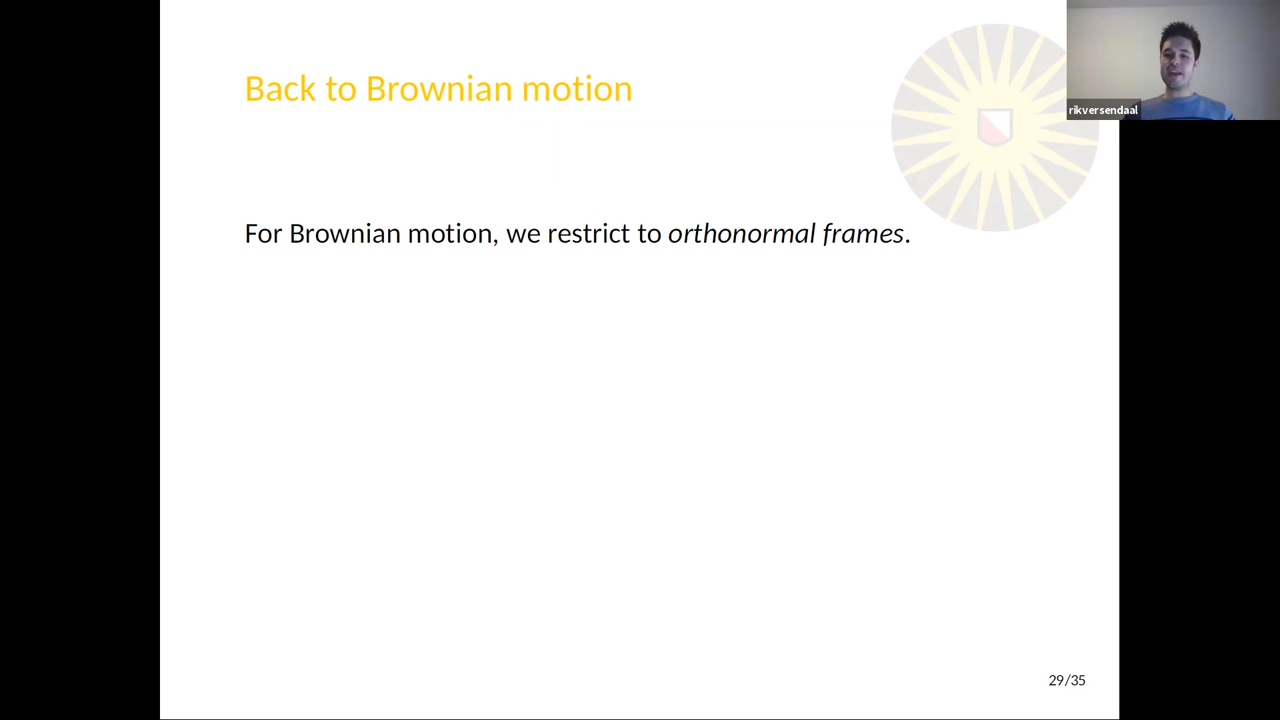 Back to Brownian motion
rikversendaal
For Brownian motion, we restrict to orthonormal frames.
29/35